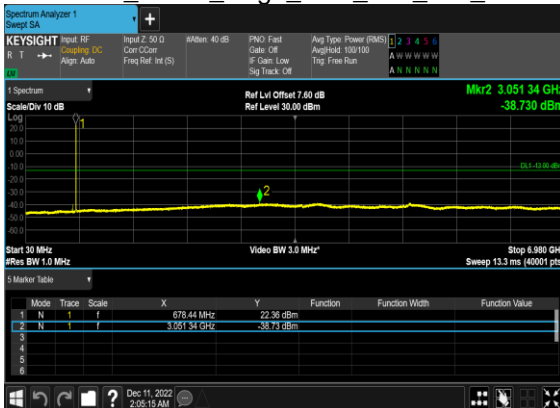 Spectrum Analyzer 1
Swept SA
+
KEYSIGHT Input: RF Input Z: 50 Ω #Atten: 40 dB PNO: Fast Avg Type: Power (RMS) 1 2 3 4 5 6
R T Coupling: DC Corr CCorr Gate: Off Avg|Hold: 100/100 A W W W W W
Align: Auto Freq Ref: Int (S) IF Gain: Low Trig: Free Run
LXI Sig Track: Off A N N N N N
1 Spectrum Ref Lvl Offset 7.60 dB Mkr2 3.051 34 GHz
Scale/Div 10 dB Ref Level 30.00 dBm -38.730 dBm
Log
20.0
10.0
0.00
-10.0
-20.0
-30.0
-40.0
-50.0
-60.0
1
2
DL1 -13.00 dBm
Start 30 MHz Video BW 3.0 MHz* Stop 6.980 GHz
#Res BW 1.0 MHz Sweep 13.3 ms (40001 pts)
5 Marker Table
Mode Trace Scale X Y Function Function Width Function Value
1 N 1 f 678.44 MHz 22.36 dBm
2 N 1 f 3.051 34 GHz -38.73 dBm
3
4
5
6
? Dec 11, 2022
2:05:15 AM